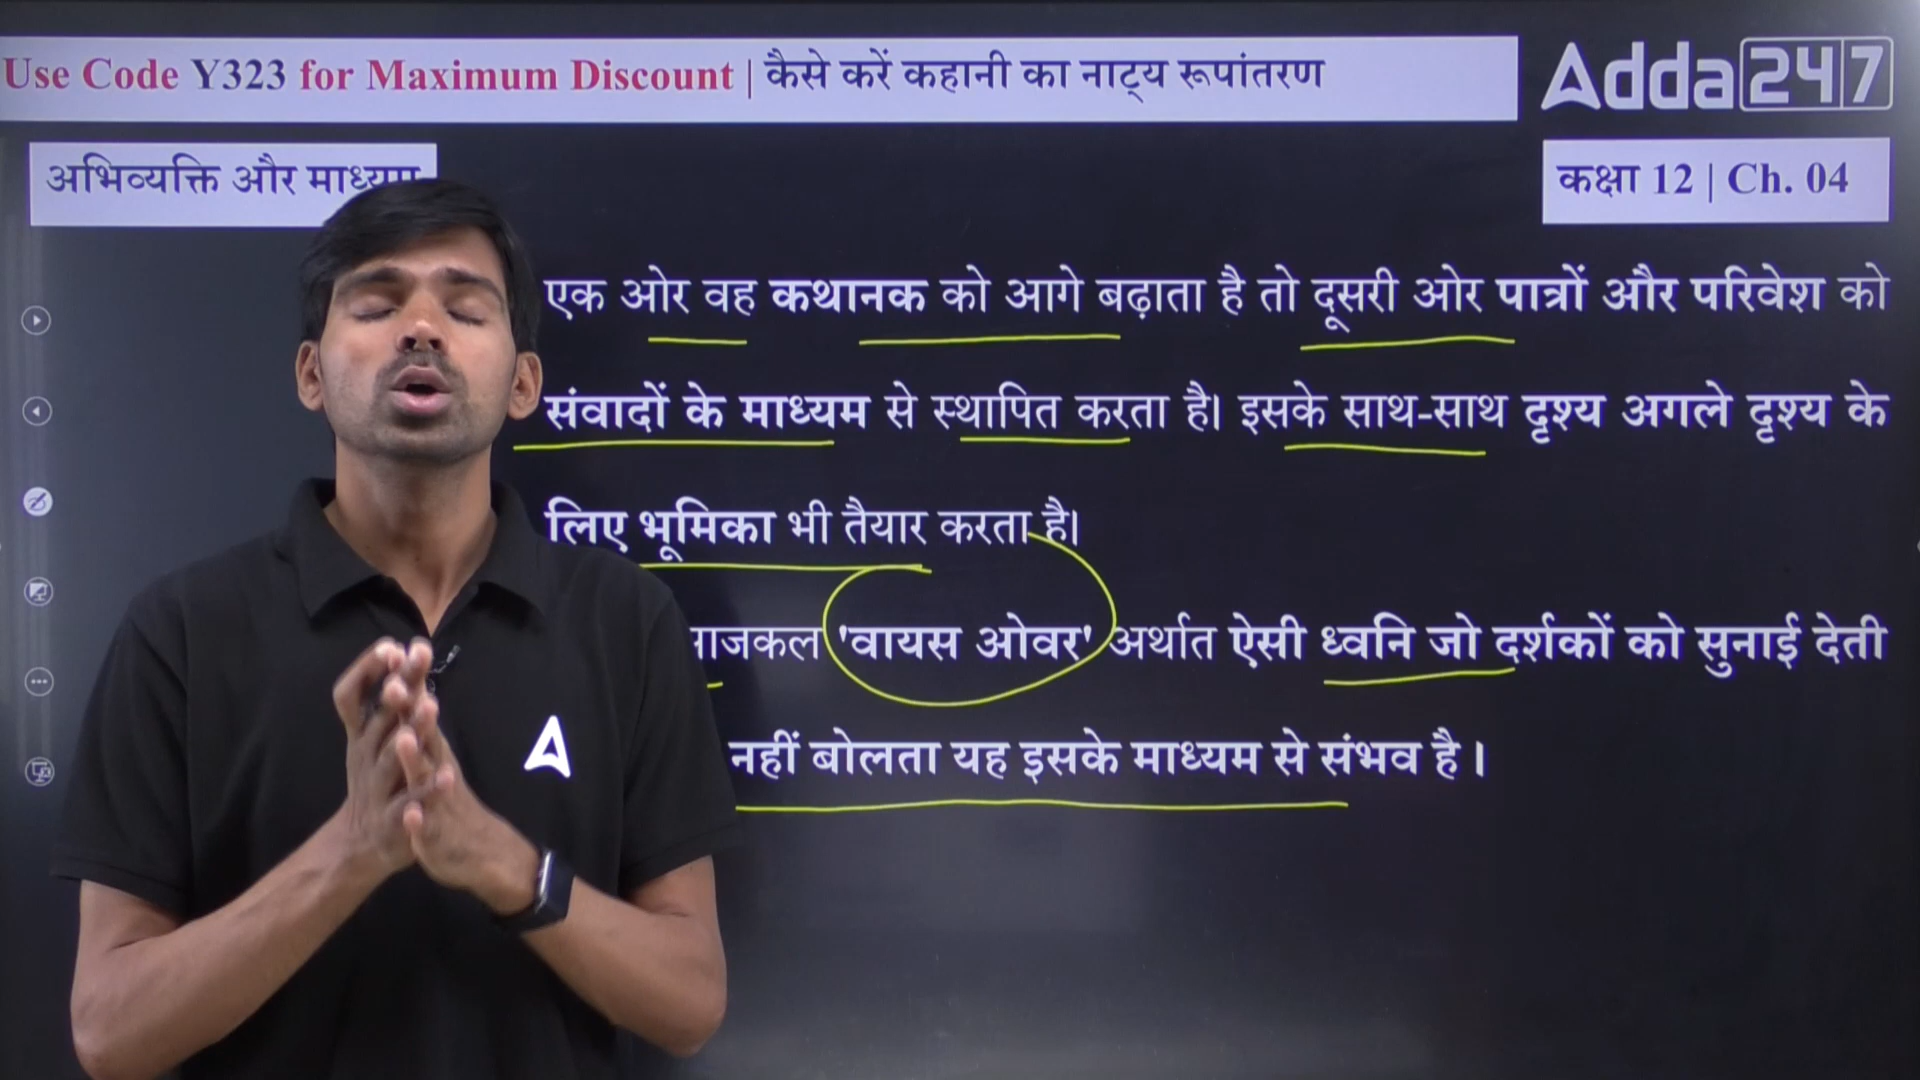 Use Code Y323 for Maximum Discount | कैसे करें कहानी का नाट्य रूपांतरण
Adda247
अभिव्यक्ति और माध्यम
कक्षा 12 | Ch. 04
एक ओर वह कथानक को आगे बढ़ाता है तो दूसरी ओर पात्रों और परिवेश को
संवादों के माध्यम से स्थापित करता है। इसके साथ-साथ दृश्य अगले दृश्य के
लिए भूमिका भी तैयार करता है।
'वायस ओवर' अर्थात ऐसी ध्वनि जो दर्शकों को सुनाई देती
नहीं बोलता यह इसके माध्यम से संभव है।